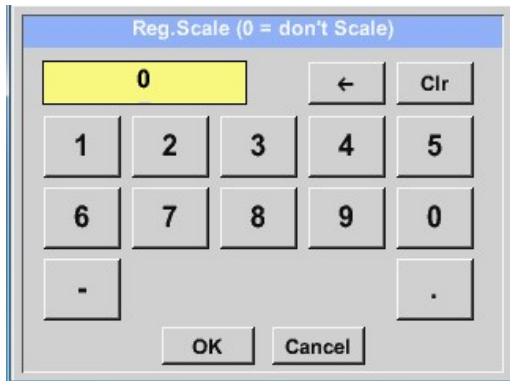 Reg.Scale (0 = don't Scale)
0 ← Clr
1 2 3 4 5
6 7 8 9 0
- .
OK Cancel